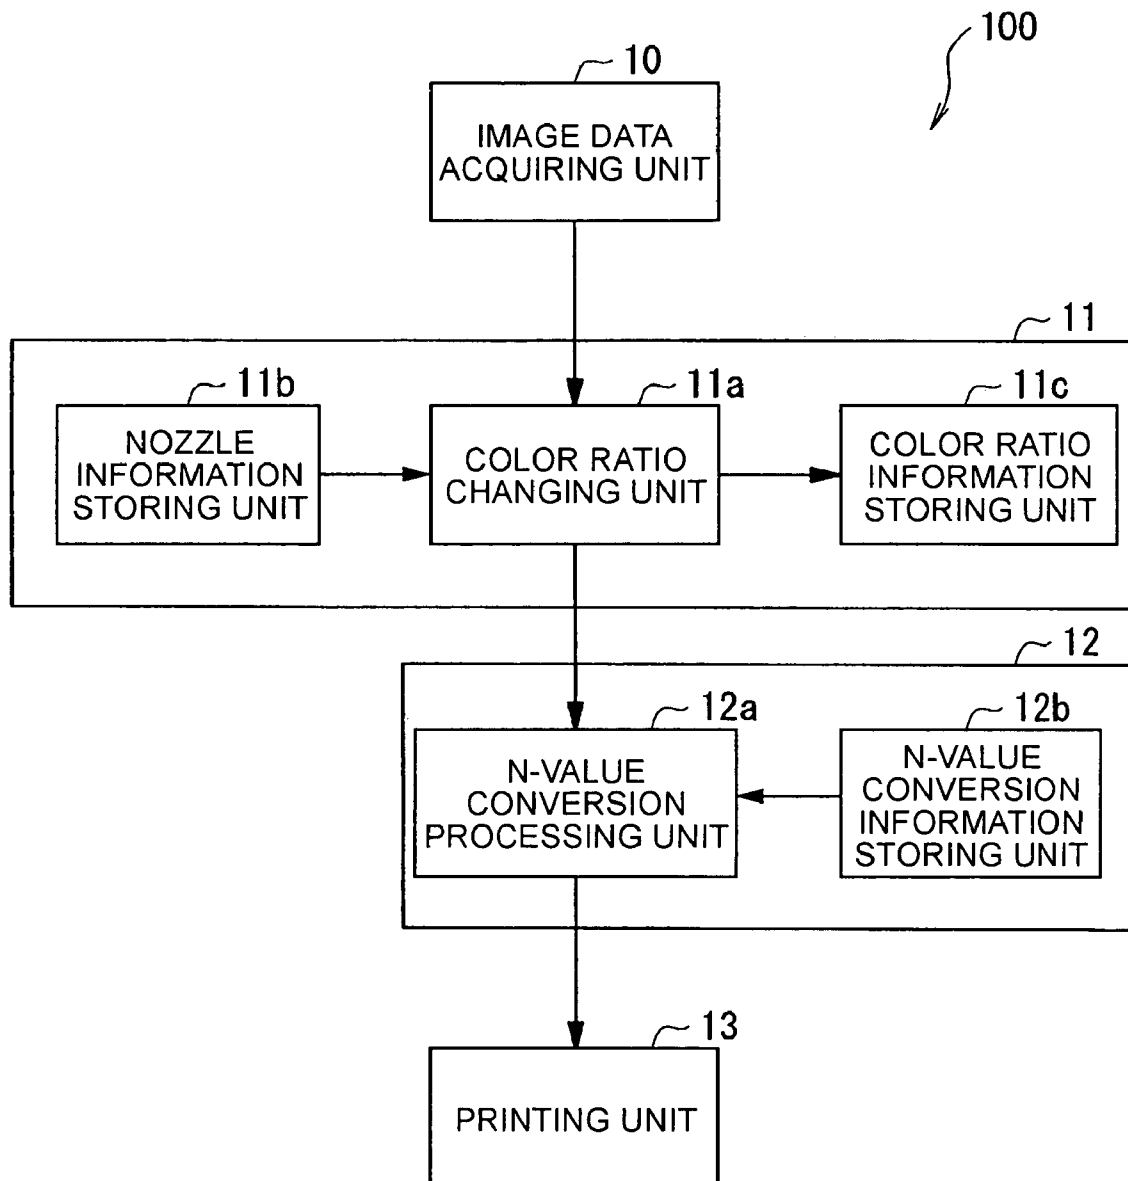 100
10
IMAGE DATA
ACQUIRING UNIT
11
11b
11a
11c
NOZZLE
INFORMATION
STORING UNIT
COLOR RATIO
CHANGING UNIT
COLOR RATIO
INFORMATION
STORING UNIT
12
12a
12b
N-VALUE
CONVERSION
PROCESSING UNIT
N-VALUE
CONVERSION
INFORMATION
STORING UNIT
13
PRINTING UNIT